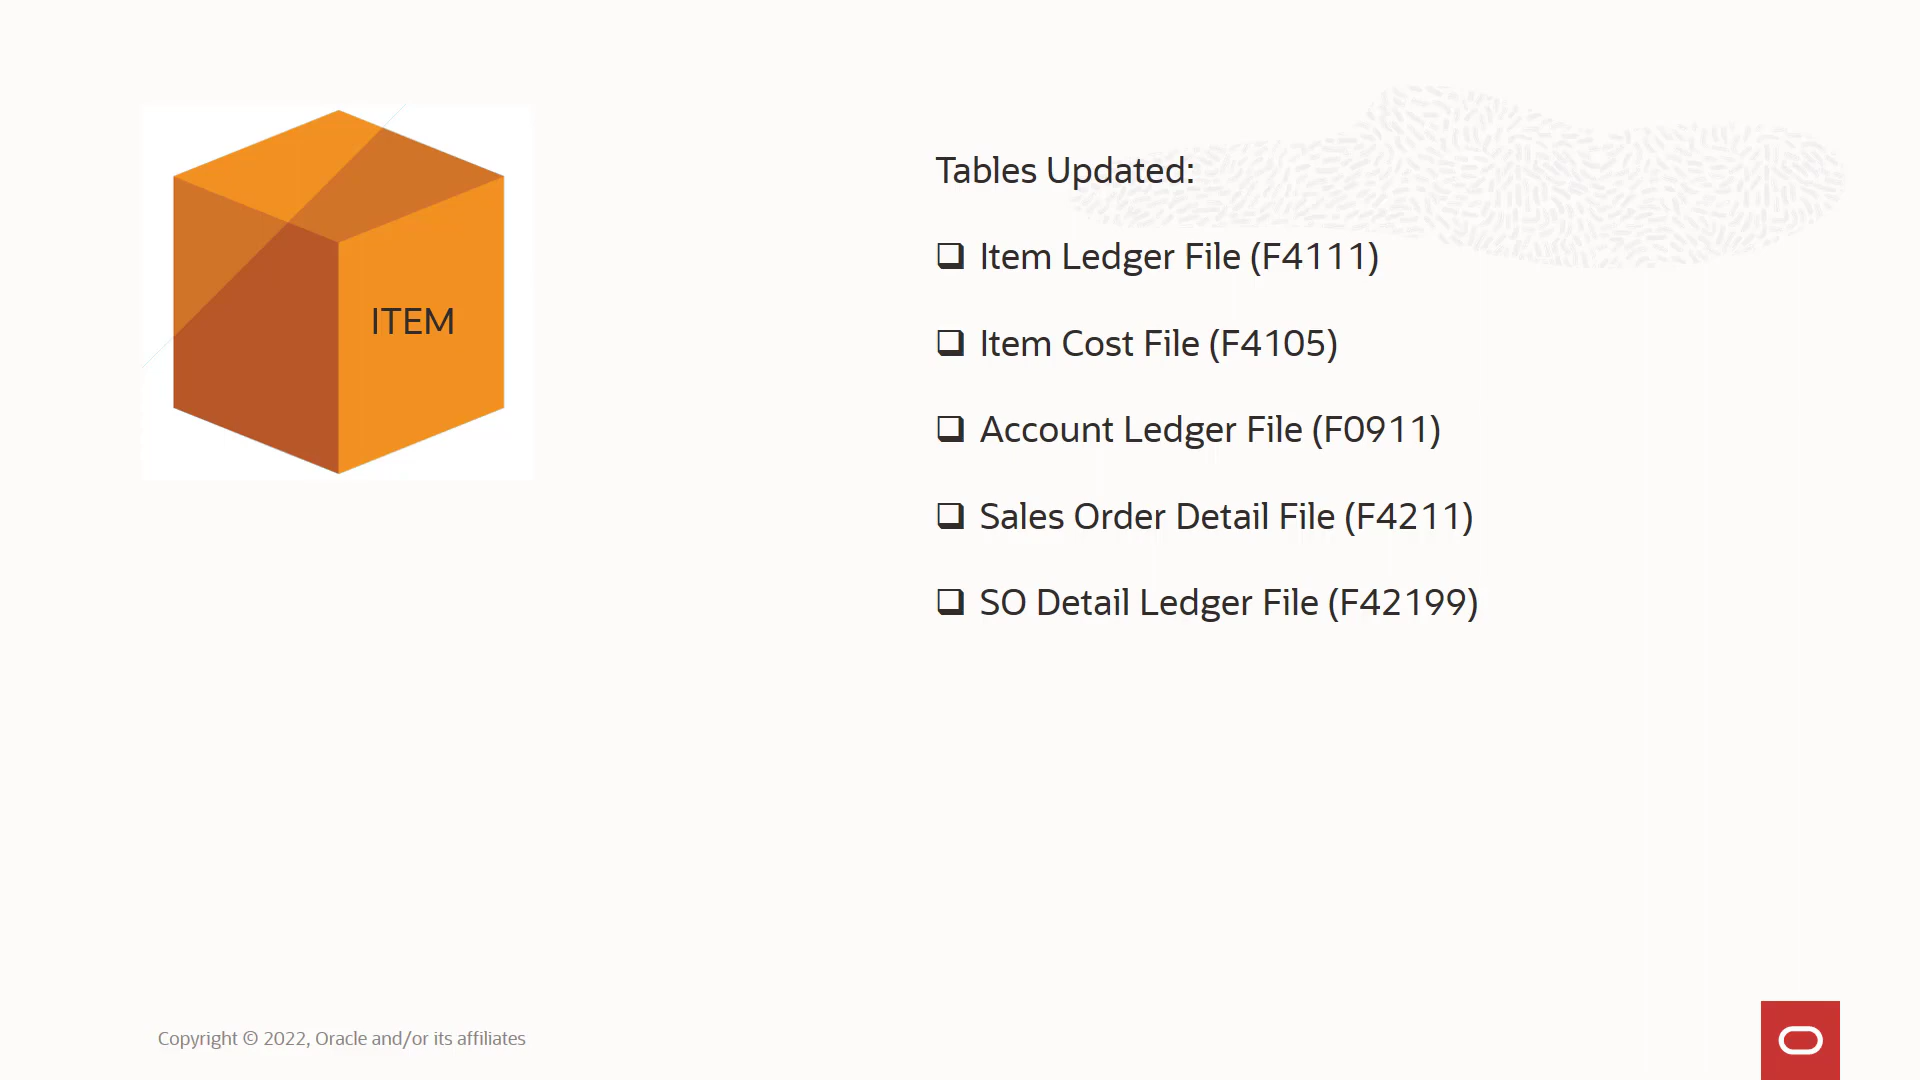 ITEM
Tables Updated:
❑ Item Ledger File (F4111)
❑ Item Cost File (F4105)
❑ Account Ledger File (F0911)
❑ Sales Order Detail File (F4211)
❑ SO Detail Ledger File (F42199)
Copyright © 2022, Oracle and/or its affiliates